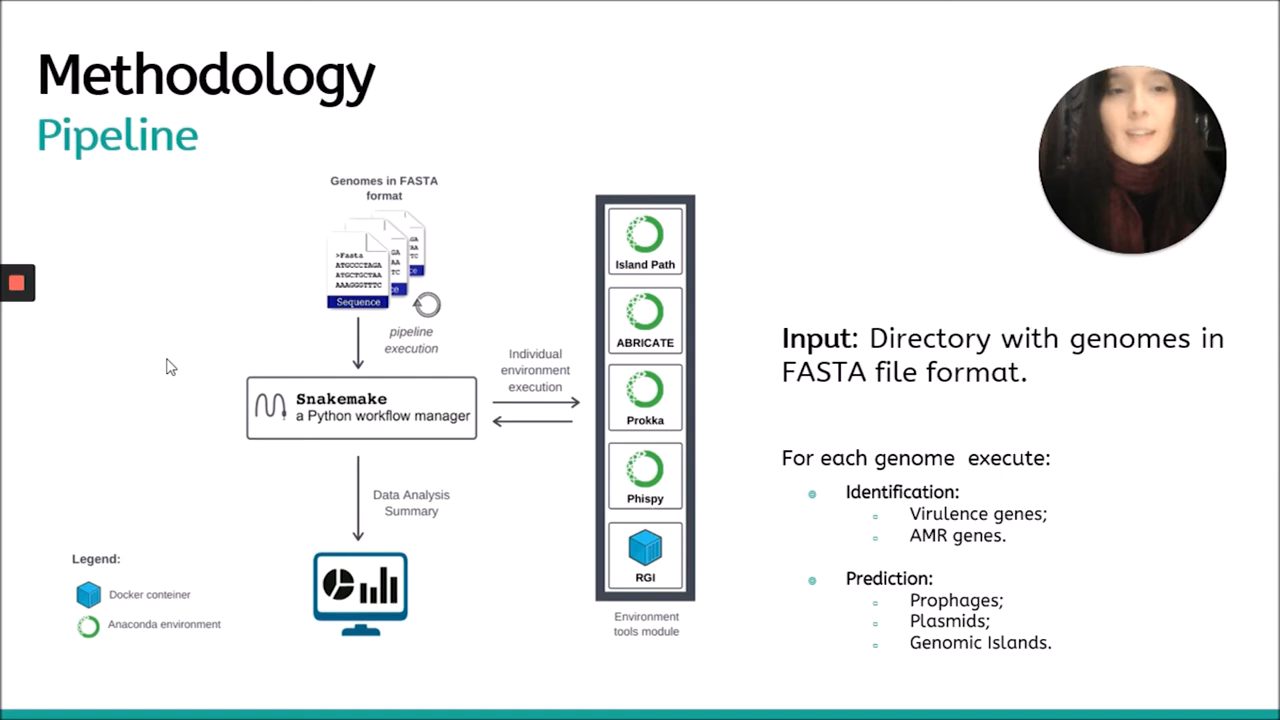 Methodology
Pipeline
Genomes in FASTA
format
>Fasta
ATGCCCTAGA
ATGCTGCTAA
AAAGGGTTTC
Sequence
pipeline
execution
Snakemake
a Python workflow manager
Individual
environment
execution
Data Analysis
Summary
Legend:
Docker conteiner
Anaconda environment
Island Path
ABRICATE
Prokka
Phispy
RGI
Environment
tools module
Input: Directory with genomes in
FASTA file format.
For each genome execute:
Identification:
Virulence genes;
AMR genes.
Prediction:
Prophages;
Plasmids;
Genomic Islands.